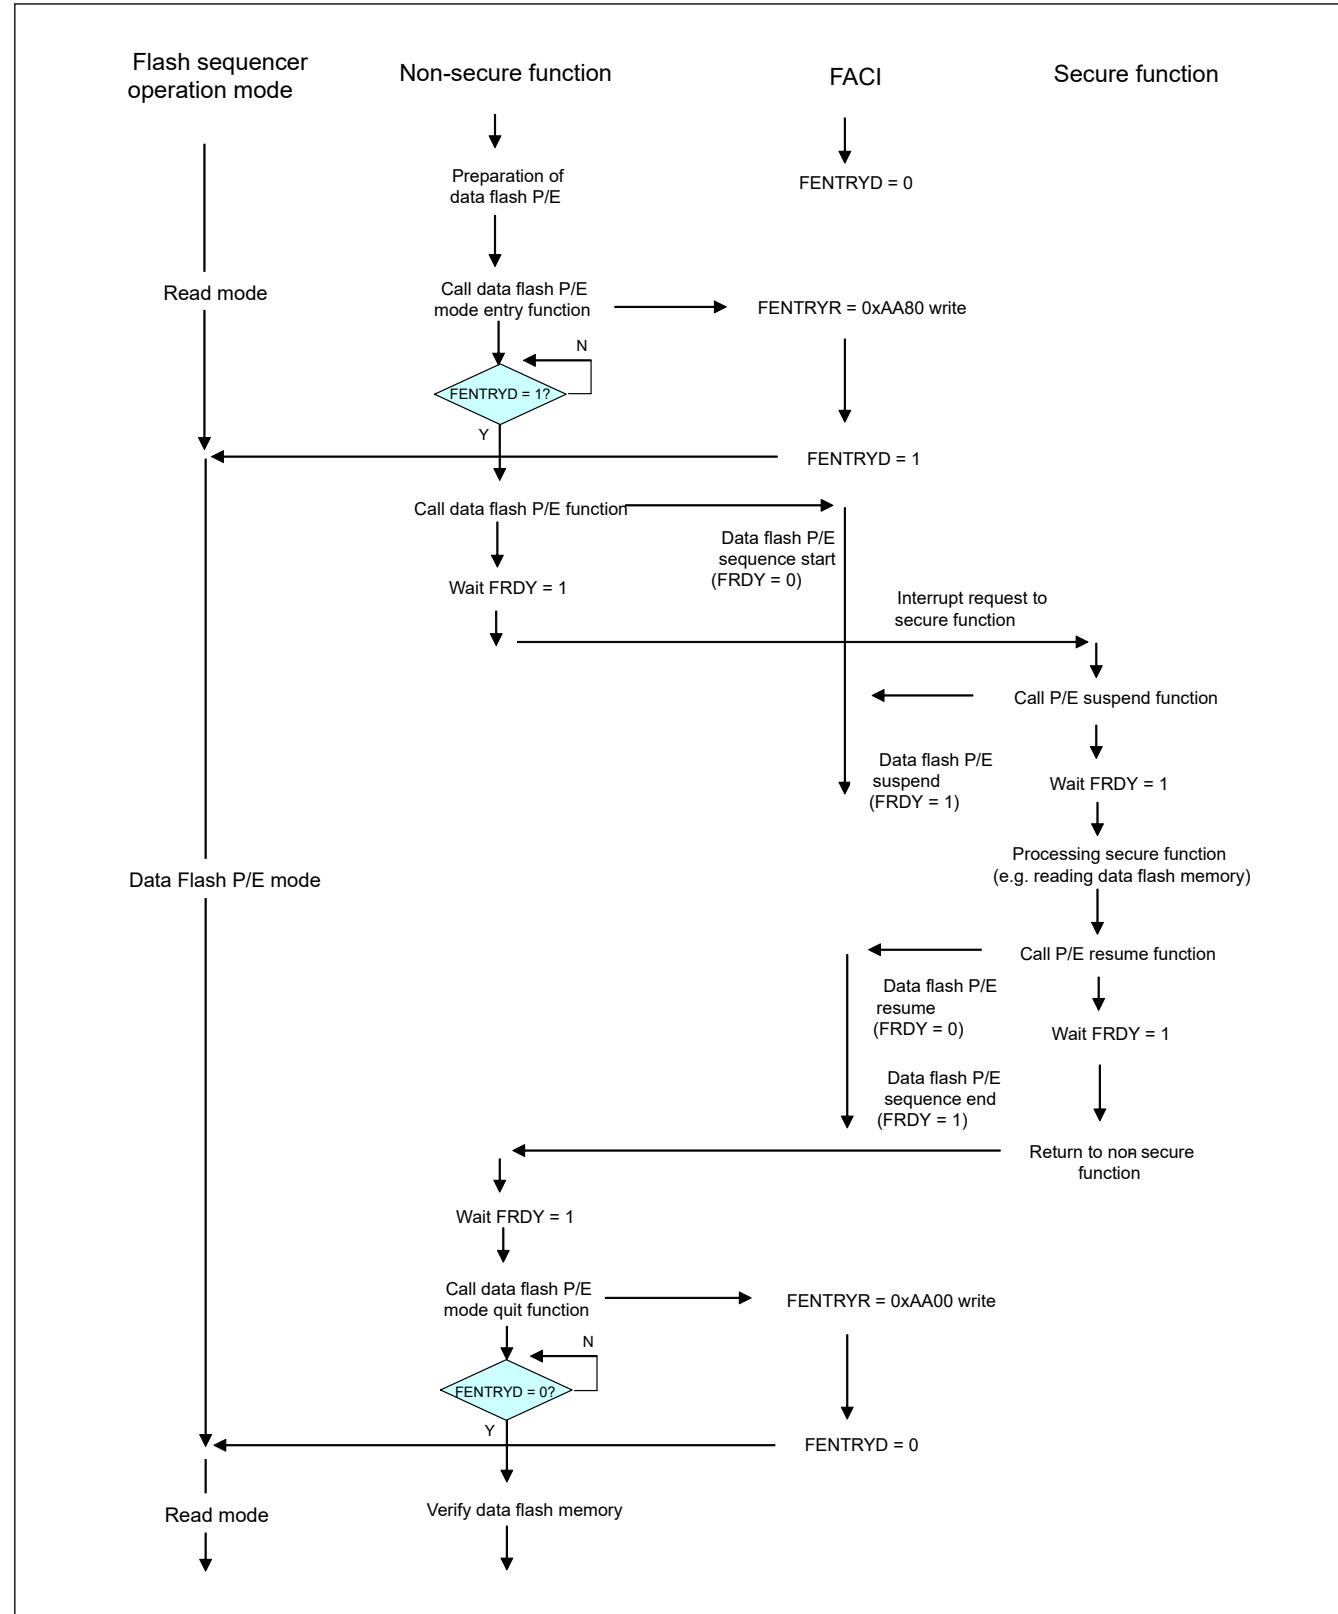 Flash sequencer
operation mode
Non-secure function
FACI
Secure function
Preparation of
data flash P/E
FENTRYD = 0
Read mode
Call data flash P/E
mode entry function
FENTRYR = 0xAA80 write
N
FENTRYD = 1?
Y
FENTRYD = 1
Call data flash P/E function
Data flash P/E
sequence start
(FRDY = 0)
Wait FRDY = 1
Interrupt request to
secure function
Call P/E suspend function
Data flash P/E
suspend
(FRDY = 1)
Wait FRDY = 1
Processing secure function
(e.g. reading data flash memory)
Data Flash P/E mode
Call P/E resume function
Data flash P/E
resume
(FRDY = 0)
Wait FRDY = 1
Data flash P/E
sequence end
(FRDY = 1)
Return to non-secure
function
Wait FRDY = 1
Call data flash P/E
mode quit function
FENTRYR = 0xAA00 write
N
FENTRYD = 0?
Y
FENTRYD = 0
Read mode
Verify data flash memory